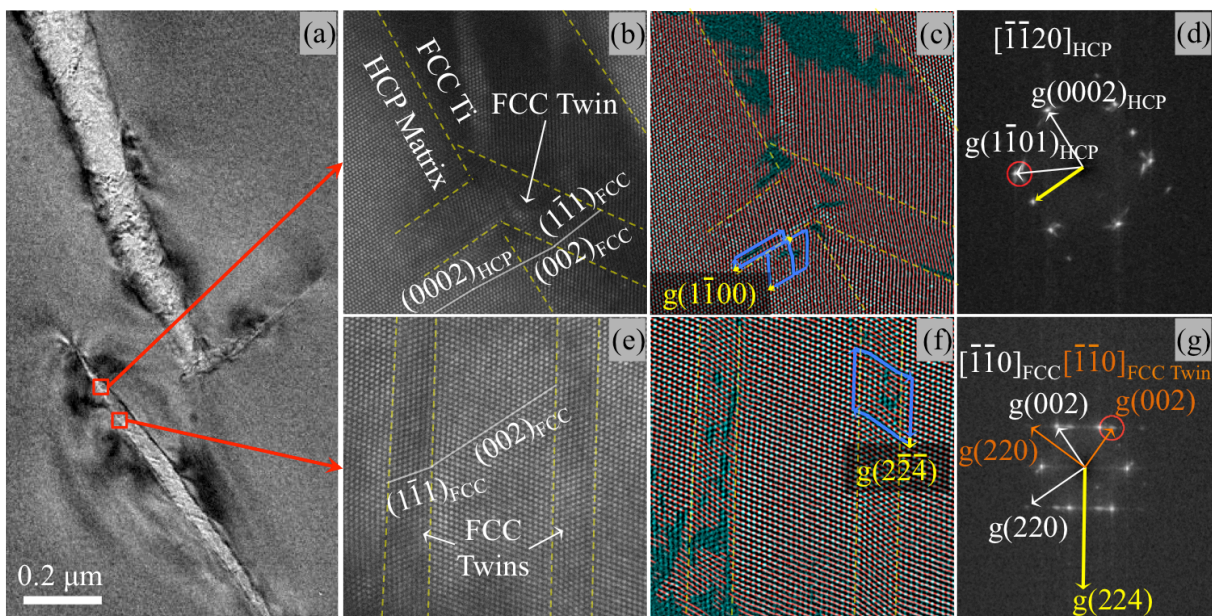 (a)
0.2 μm
(b)
FCC Ti
HCP Matrix
FCC Twin
(11̄1)FCC
(0002)HCP
(002)FCC
(c)
g(11̄00)
(d)
[1̄1̄20]HCP
g(0002)HCP
g(11̄01)HCP
(e)
(002)FCC
(11̄1)FCC
FCC
Twins
(f)
g(22̄4̄)
(g)
[1̄1̄0]FCC [1̄1̄0]FCC Twin
g(002)
g(002)
g(220)
g(220)
g(224)